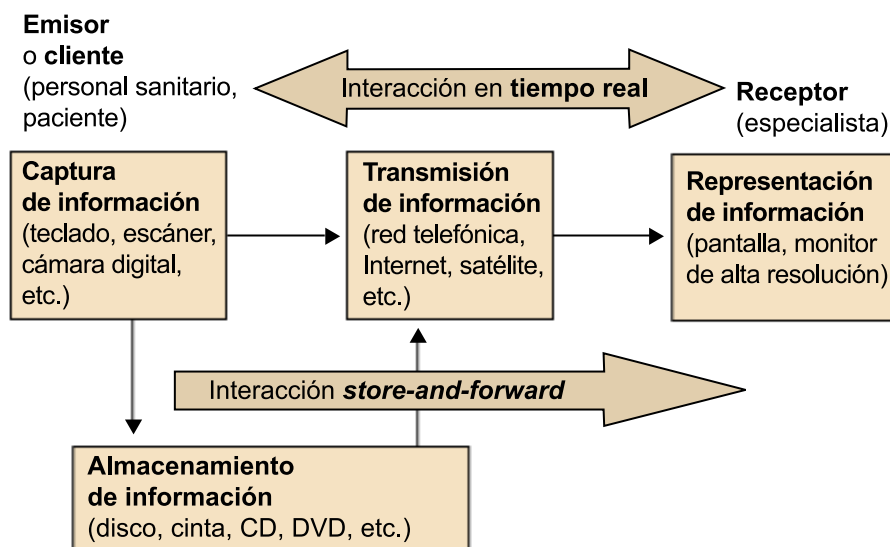 Emisor
o cliente
(personal sanitario,
paciente)
Interacción en tiempo real
Receptor
(especialista)
Captura
de información
(teclado, escáner,
cámara digital,
etc.)
Transmisión
de información
(red telefónica,
Internet, satélite,
etc.)
Representación
de información
(pantalla, monitor
de alta resolución)
Interacción store-and-forward
Almacenamiento
de información
(disco, cinta, CD, DVD, etc.)